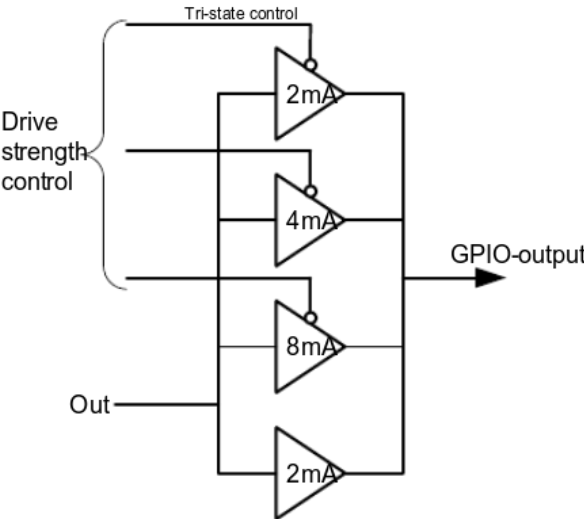 Tri-state control
2mA
Drive
strength
control
4mA
GPIO-output
8mA
Out
2mA